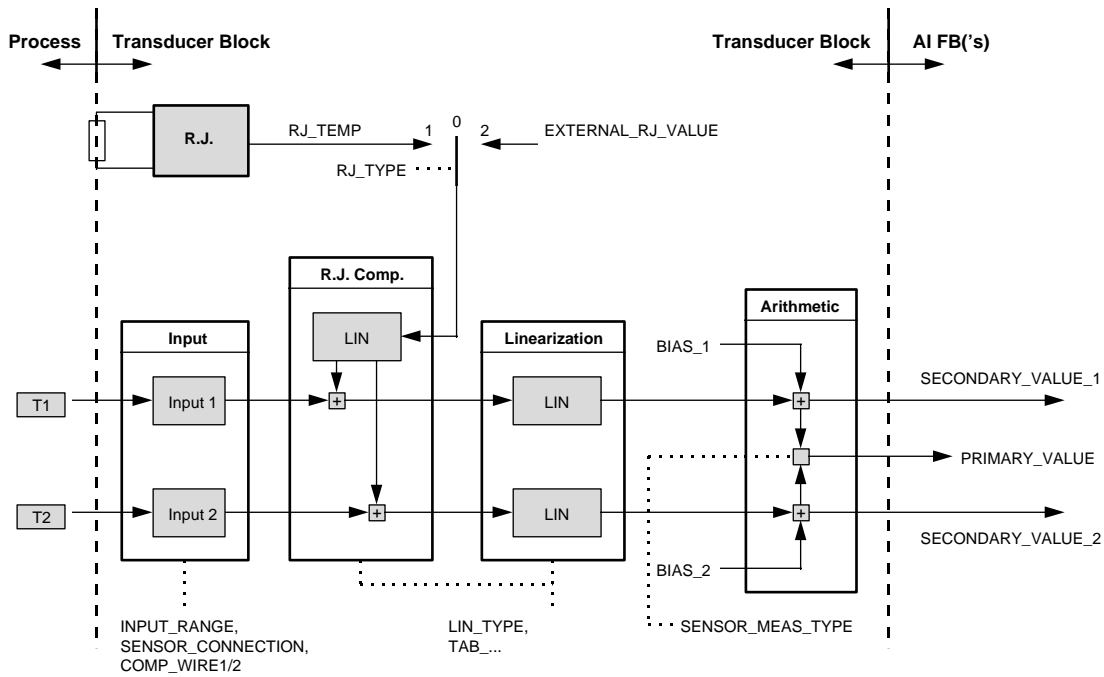 Process
Transducer Block
Transducer Block
AI FB('s)
R.J.
RJ_TEMP
1
0
2
EXTERNAL_RJ_VALUE
RJ_TYPE
R.J. Comp.
LIN
Input
Linearization
Arithmetic
BIAS_1
T1
Input 1
+
LIN
+
SECONDARY_VALUE_1
PRIMARY_VALUE
T2
Input 2
+
LIN
+
SECONDARY_VALUE_2
BIAS_2
INPUT_RANGE,
SENSOR_CONNECTION,
COMP_WIRE1/2
LIN_TYPE,
TAB_...
SENSOR_MEAS_TYPE